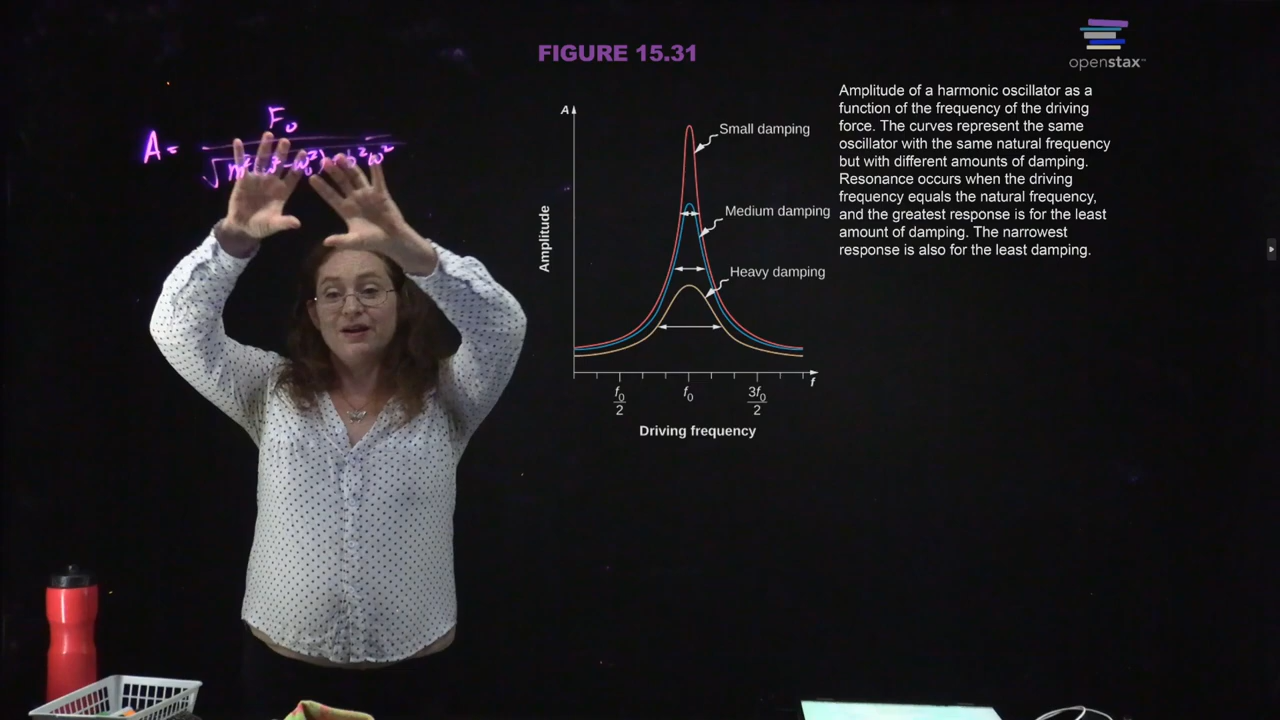 FIGURE 15.31
openstax™
A =
F₀
Amplitude of a harmonic oscillator as a
function of the frequency of the driving
force. The curves represent the same
oscillator with the same natural frequency
but with different amounts of damping.
Resonance occurs when the driving
frequency equals the natural frequency,
and the greatest response is for the least
amount of damping. The narrowest
response is also for the least damping.
A
Small damping
Medium damping
Heavy damping
Amplitude
f
f₀/2
f₀
3f₀/2
Driving frequency